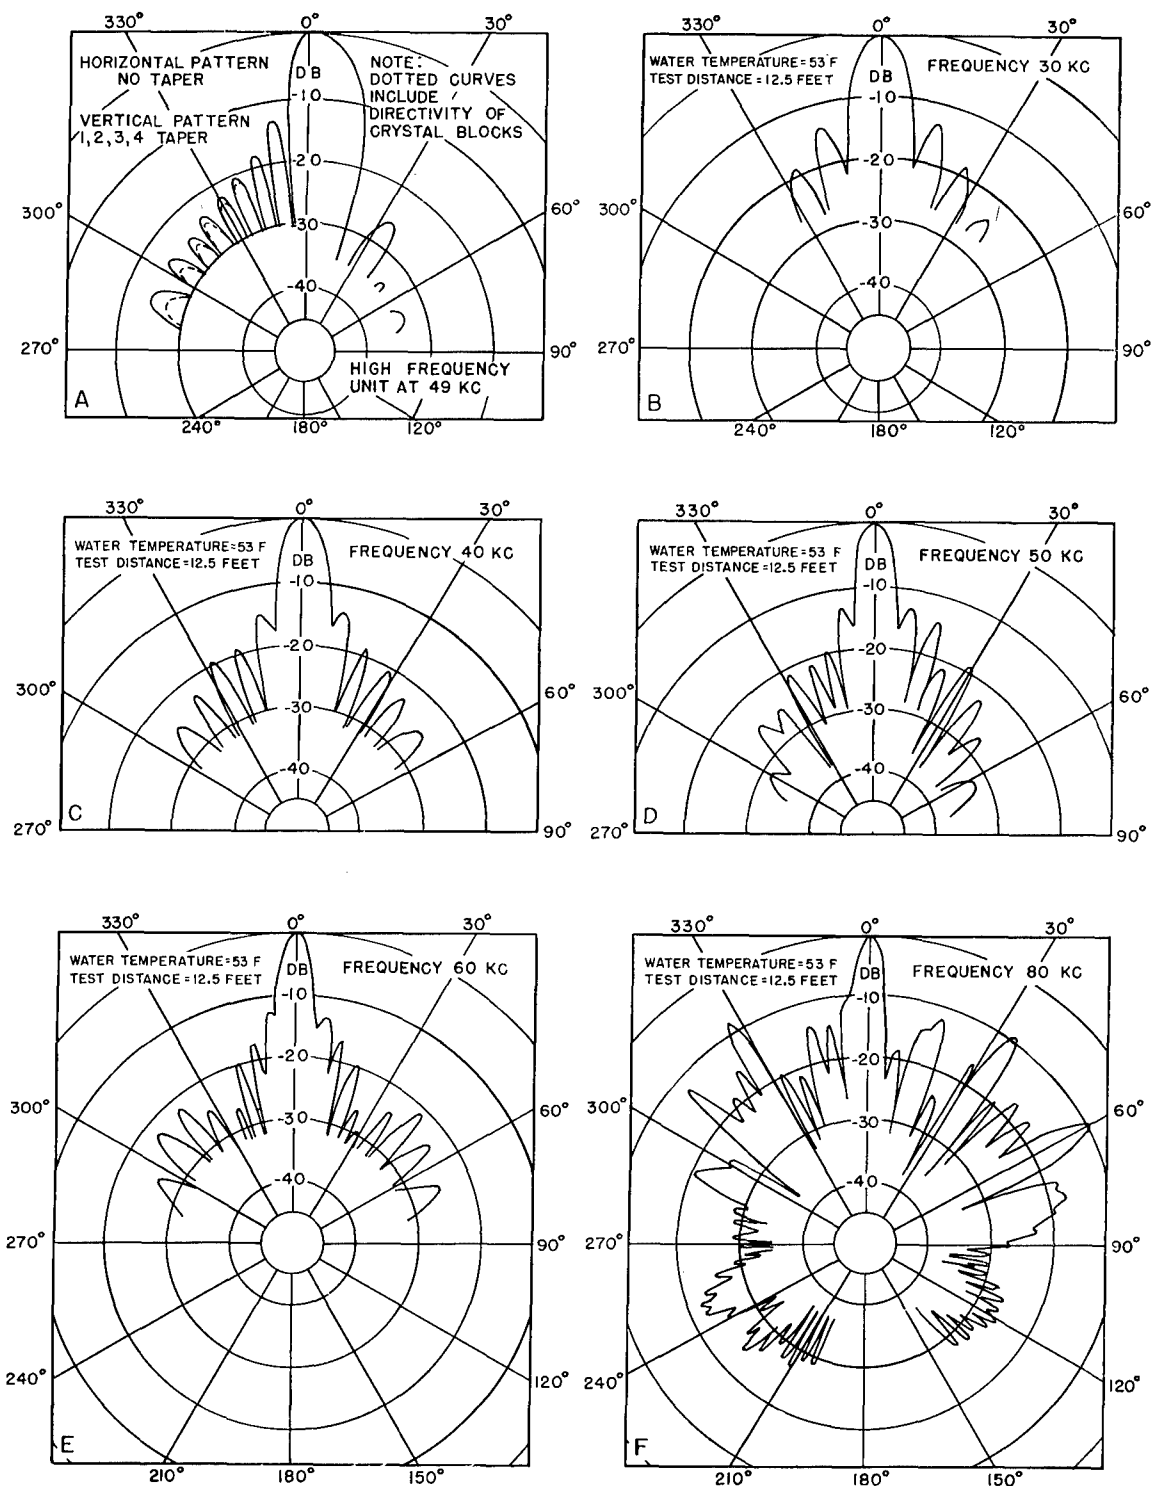 330°
0°
30°
HORIZONTAL PATTERN
NO TAPER
VERTICAL PATTERN
1,2,3,4 TAPER
DB
NOTE:
DOTTED CURVES
INCLUDE
DIRECTIVITY OF
CRYSTAL BLOCKS
-10
-20
-30
-40
300°
60°
270°
90°
HIGH FREQUENCY
UNIT AT 49 KC
A
240°
180°
120°
330°
0°
30°
WATER TEMPERATURE=53 F
TEST DISTANCE=12.5 FEET
DB
FREQUENCY 30 KC
-10
-20
-30
-40
300°
60°
270°
90°
B
240°
180°
120°
330°
0°
30°
WATER TEMPERATURE=53 F
TEST DISTANCE=12.5 FEET
DB
FREQUENCY 40 KC
-10
-20
-30
-40
300°
60°
C
270°
90°
330°
0°
30°
WATER TEMPERATURE=53 F
TEST DISTANCE=12.5 FEET
DB
FREQUENCY 50 KC
-10
-20
-30
-40
300°
60°
D
270°
90°
330°
0°
30°
WATER TEMPERATURE=53 F
TEST DISTANCE=12.5 FEET
DB
FREQUENCY 60 KC
-10
-20
-30
-40
300°
60°
270°
90°
240°
120°
E
210°
180°
150°
330°
0°
30°
WATER TEMPERATURE=53 F
TEST DISTANCE=12.5 FEET
DB
FREQUENCY 80 KC
-10
-20
-30
-40
300°
60°
270°
90°
240°
120°
F
210°
180°
150°